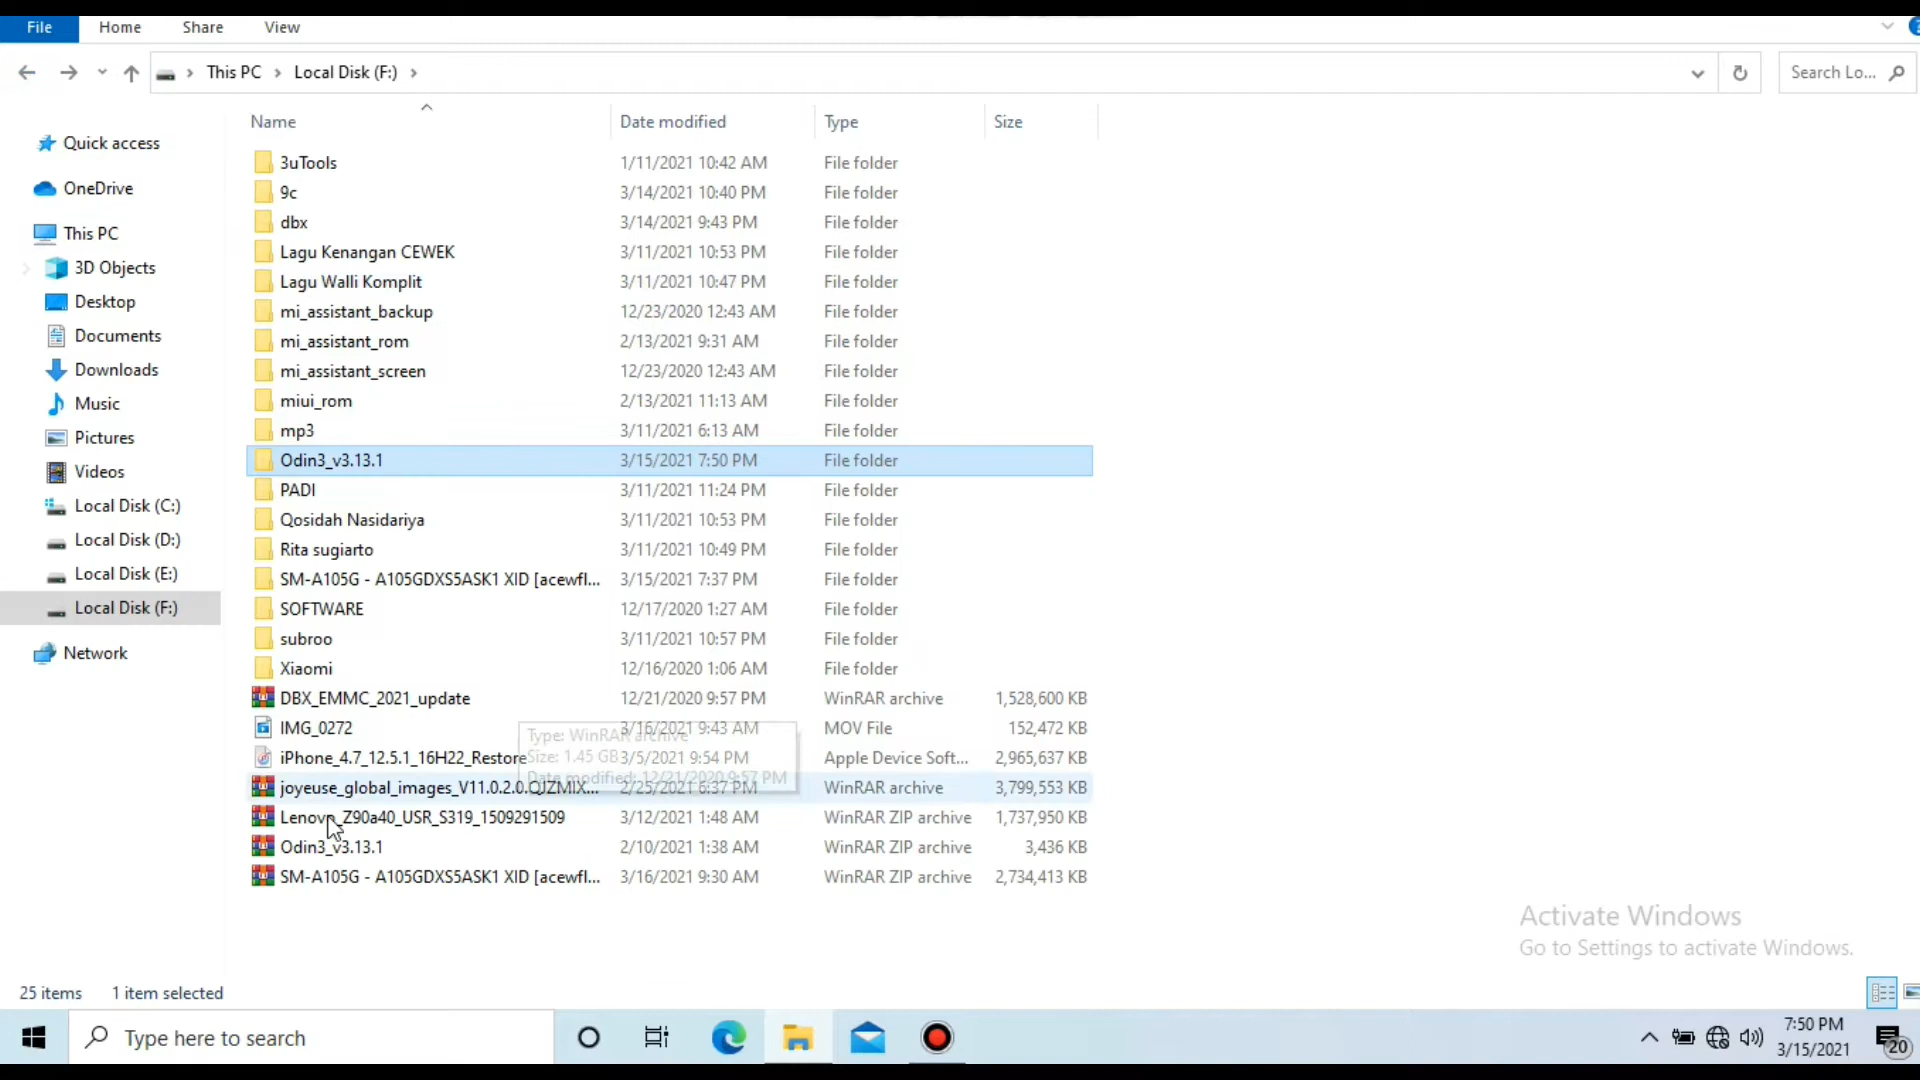 File Home Share View
This PC Local Disk (F:)
Search Lo...
Name Date modified Type Size
Quick access
OneDrive
This PC
3D Objects
Desktop
Documents
Downloads
Music
Pictures
Videos
Local Disk (C:)
Local Disk (D:)
Local Disk (E:)
Local Disk (F:)
Network
3uTools 1/11/2021 10:42 AM File folder
9c 3/14/2021 10:40 PM File folder
dbx 3/14/2021 9:43 PM File folder
Lagu Kenangan CEWEK 3/11/2021 10:53 PM File folder
Lagu Walli Komplit 3/11/2021 10:47 PM File folder
mi_assistant_backup 12/23/2020 12:43 AM File folder
mi_assistant_rom 2/13/2021 9:31 AM File folder
mi_assistant_screen 12/23/2020 12:43 AM File folder
miui_rom 2/13/2021 11:13 AM File folder
mp3 3/11/2021 6:13 AM File folder
Odin3_v3.13.1 3/15/2021 7:50 PM File folder
PADI 3/11/2021 11:24 PM File folder
Qosidah Nasidariya 3/11/2021 10:53 PM File folder
Rita sugiarto 3/11/2021 10:49 PM File folder
SM-A105G - A105GDXS5ASK1 XID [acewfl... 3/15/2021 7:37 PM File folder
SOFTWARE 12/17/2020 1:27 AM File folder
subroo 3/11/2021 10:57 PM File folder
Xiaomi 12/16/2020 1:06 AM File folder
DBX_EMMC_2021_update 12/21/2020 9:57 PM WinRAR archive 1,528,600 KB
IMG_0272 3/16/2021 9:43 AM MOV File 152,472 KB
iPhone_4.7_12.5.1_16H22_Restore 3/5/2021 9:54 PM Apple Device Soft... 2,965,637 KB
joyeuse_global_images_V11.0.2.0.QJZMIX... 2/25/2021 6:37 PM WinRAR archive 3,799,553 KB
Lenovo_Z90a40_USR_S319_1509291509 3/12/2021 1:48 AM WinRAR ZIP archive 1,737,950 KB
Odin3_v3.13.1 2/10/2021 1:38 AM WinRAR ZIP archive 3,436 KB
SM-A105G - A105GDXS5ASK1 XID [acewfl... 3/16/2021 9:30 AM WinRAR ZIP archive 2,734,413 KB
Type: WinRAR archive
Size: 1.45 GB
Date modified: 12/21/2020 9:57 PM
Activate Windows
Go to Settings to activate Windows.
25 items 1 item selected
Type here to search
7:50 PM
3/15/2021
20